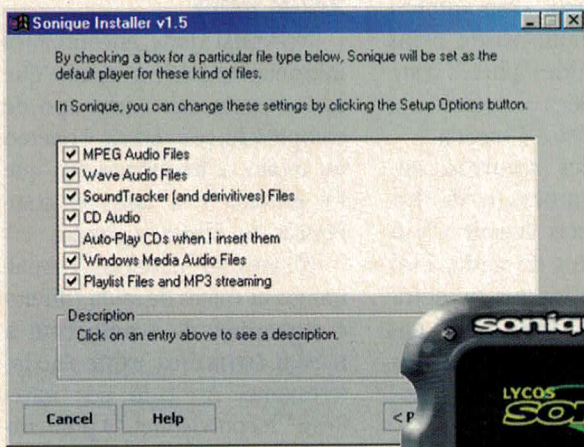 Sonique Installer v1.5
By checking a box for a particular file type below, Sonique will be set as the
default player for these kind of files.
In Sonique, you can change these settings by clicking the Setup Options button.
MPEG Audio Files
Wave Audio Files
SoundTracker (and derivitives) Files
CD Audio
Auto-Play CDs when I insert them
Windows Media Audio Files
Playlist Files and MP3 streaming
Description
Click on an entry above to see a description.
Cancel
Help
< P
soniqu
LYCOS